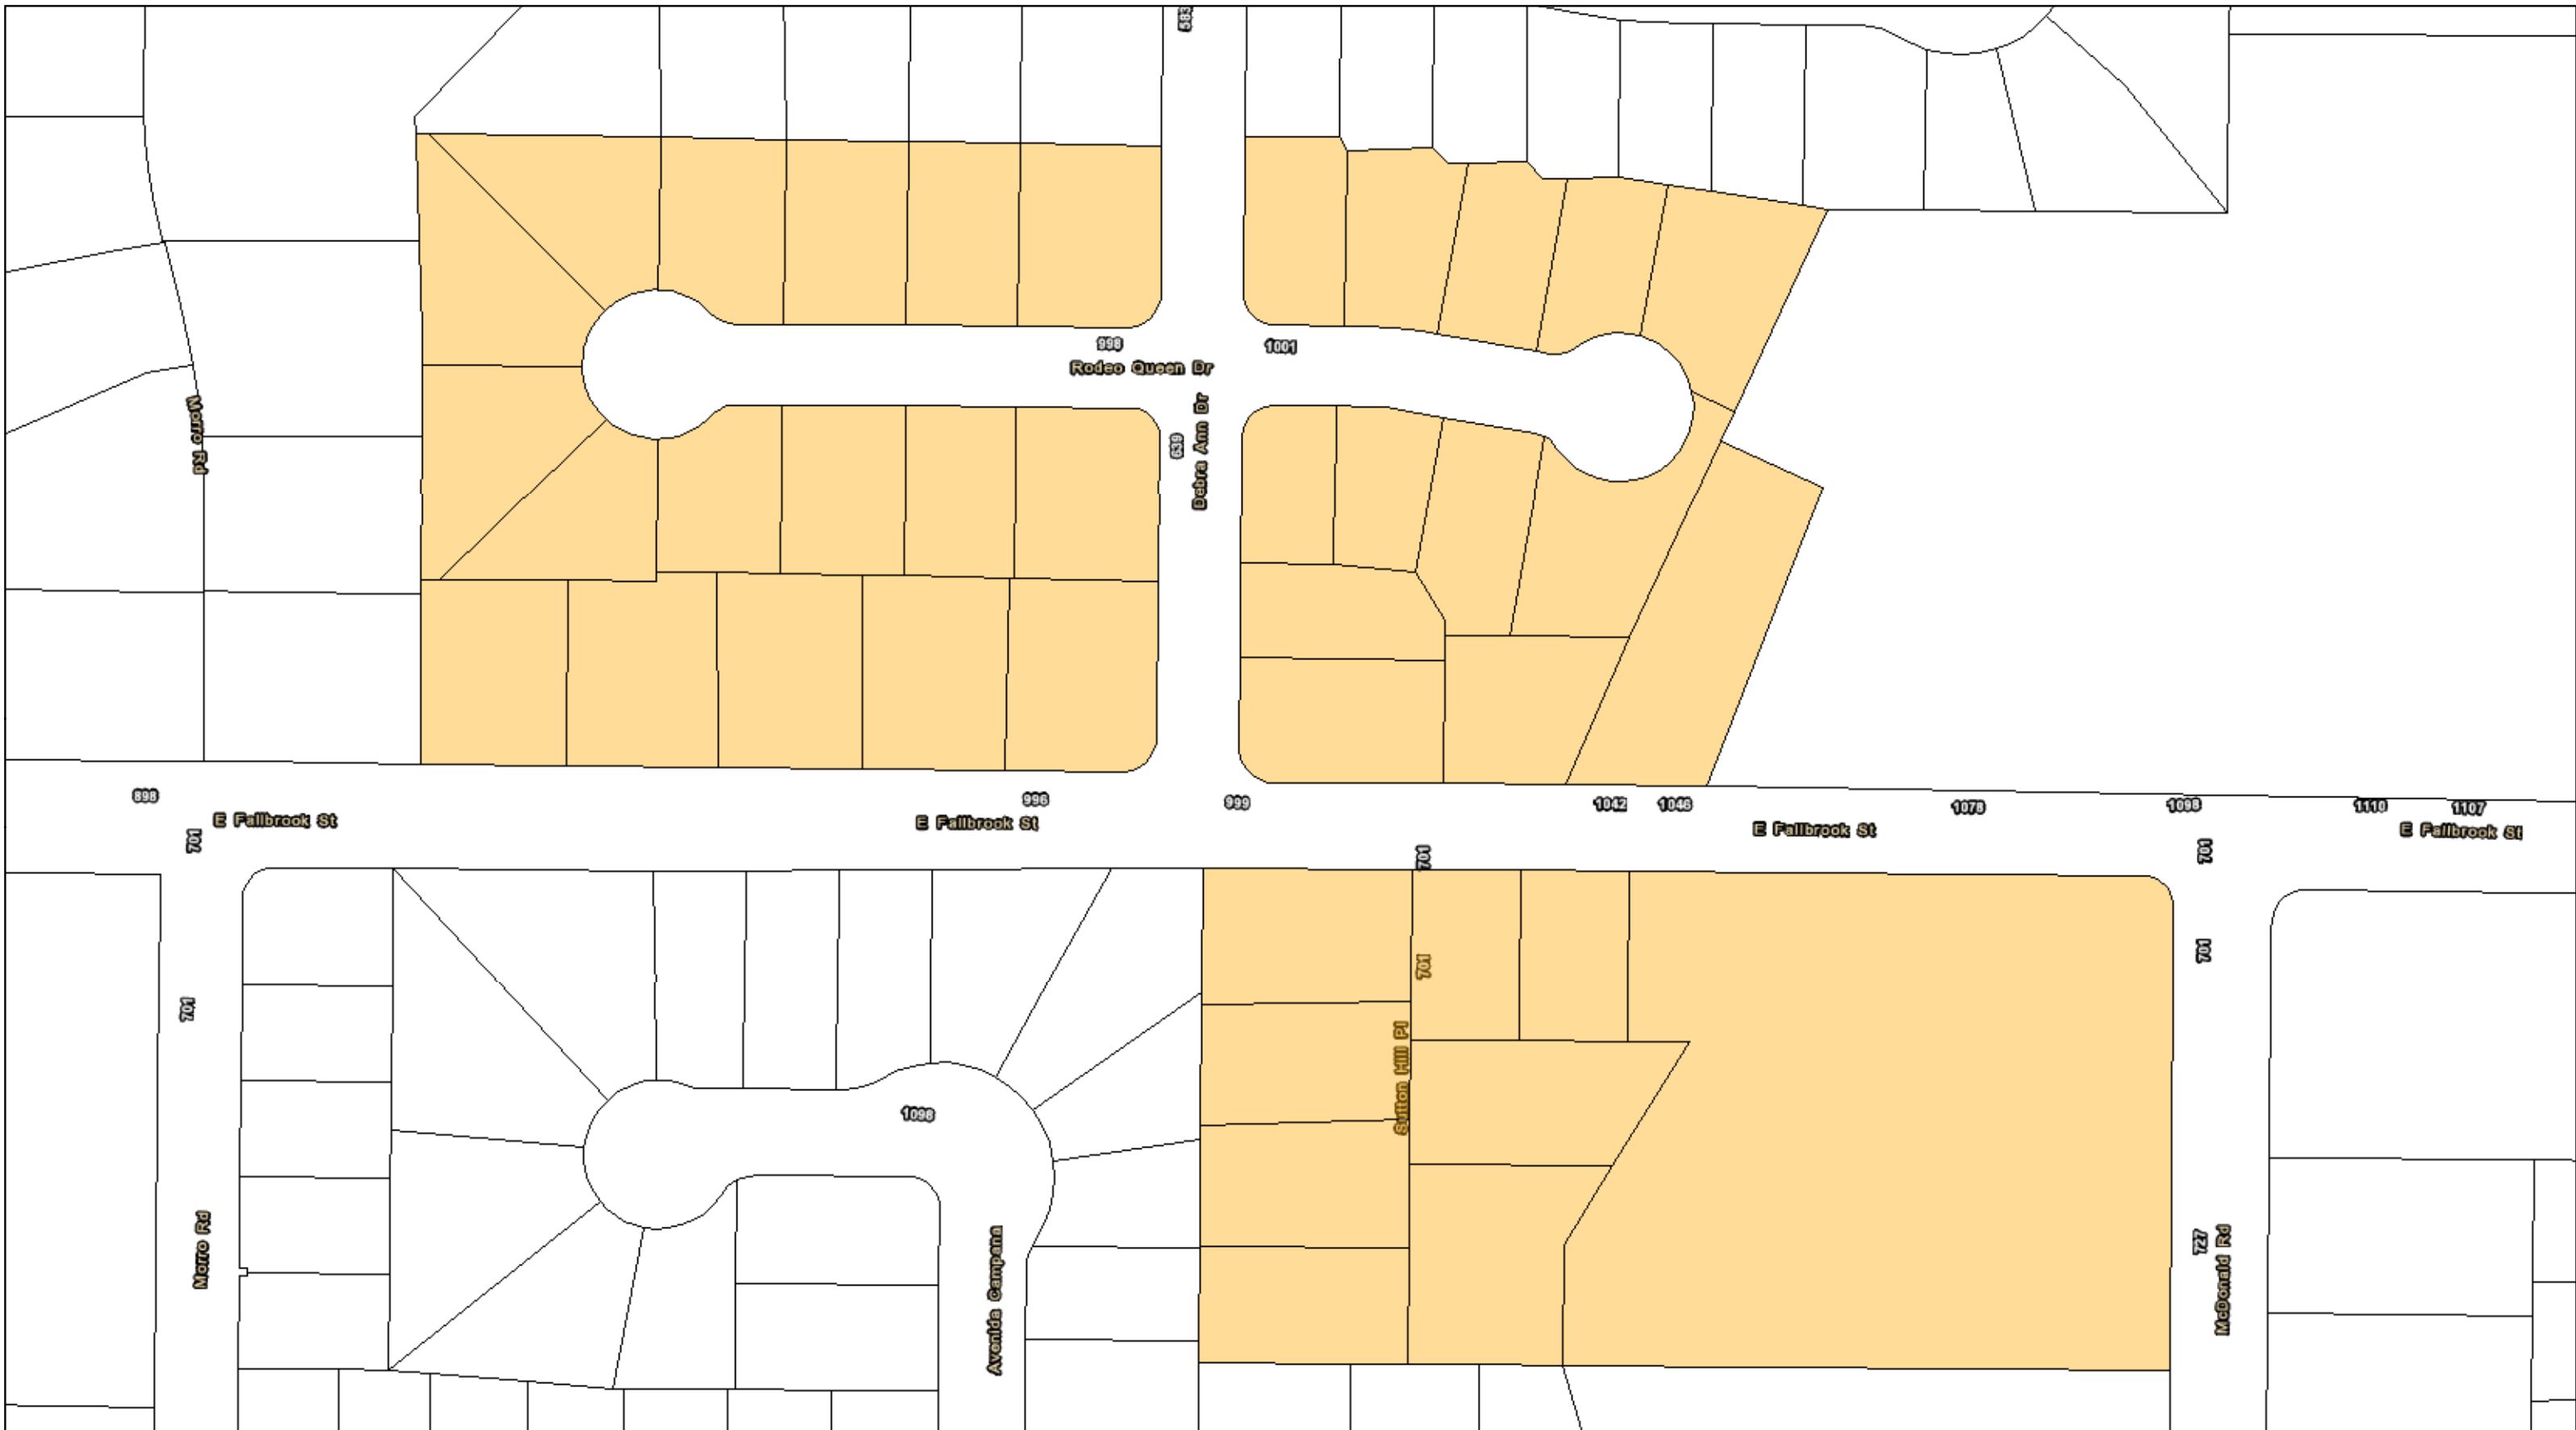 583
998
1001
Rodeo Queen Dr
Morro Rd
639
Debra Ann Dr
898
996
999
1042
1046
1078
1098
1110
1107
E Fallbrook St
E Fallbrook St
E Fallbrook St
E Fallbrook St
701
701
701
701
701
701
Sutton Hill Pl
1098
Morro Rd
Avenida Campana
727
McDonald Rd